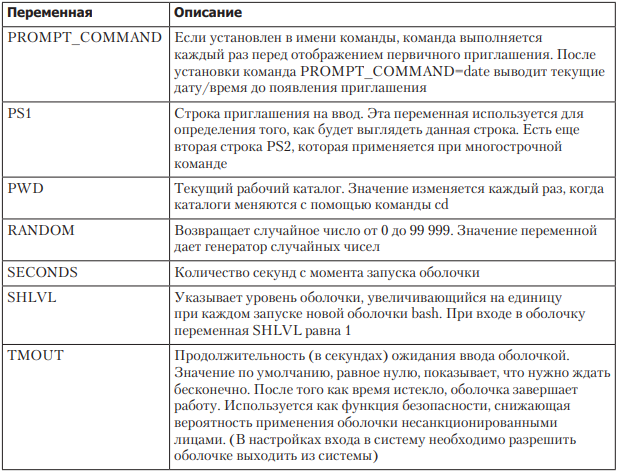 Переменная Описание
PROMPT_COMMAND Если установлен в имени команды, команда выполняется
каждый раз перед отображением первичного приглашения. После
установки команда PROMPT_COMMAND=date выводит текущие
дату/время до появления приглашения
PS1 Строка приглашения на ввод. Эта переменная используется для
определения того, как будет выглядеть данная строка. Есть еще
вторая строка PS2, которая применяется при многострочной
команде
PWD Текущий рабочий каталог. Значение изменяется каждый раз, когда
каталоги меняются с помощью команды cd
RANDOM Возвращает случайное число от 0 до 99 999. Значение переменной
дает генератор случайных чисел
SECONDS Количество секунд с момента запуска оболочки
SHLVL Указывает уровень оболочки, увеличивающийся на единицу
при каждом запуске новой оболочки bash. При входе в оболочку
переменная SHLVL равна 1
TMOUT Продолжительность (в секундах) ожидания ввода оболочкой.
Значение по умолчанию, равное нулю, показывает, что нужно ждать
бесконечно. После того как время истекло, оболочка завершает
работу. Используется как функция безопасности, снижающая
вероятность применения оболочки несанкционированными
лицами. (В настройках входа в систему необходимо разрешить
оболочке выходить из системы)